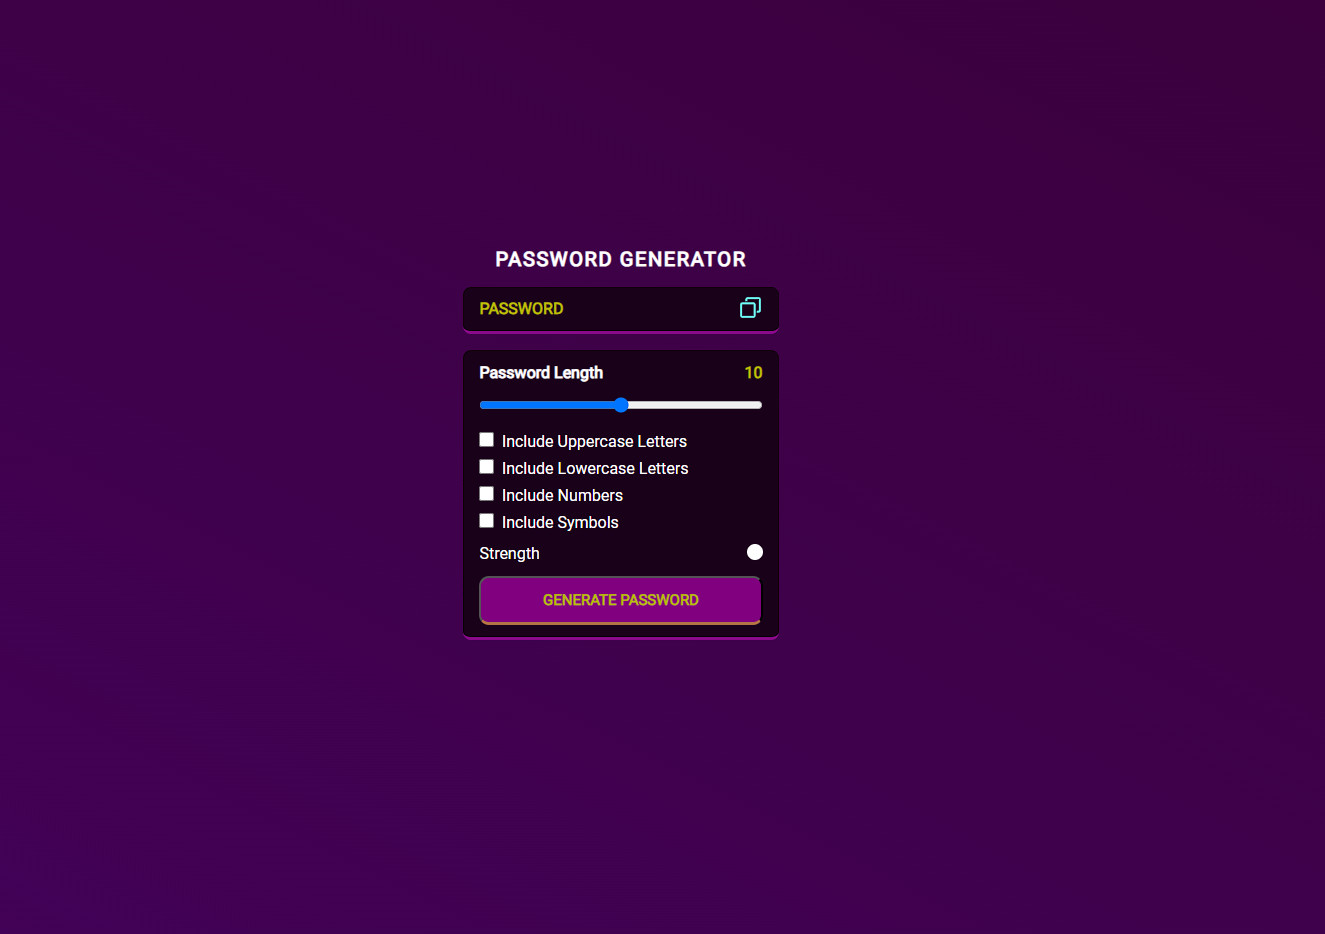 PASSWORD GENERATOR
PASSWORD
Password Length 10
Include Uppercase Letters
Include Lowercase Letters
Include Numbers
Include Symbols
Strength
GENERATE PASSWORD